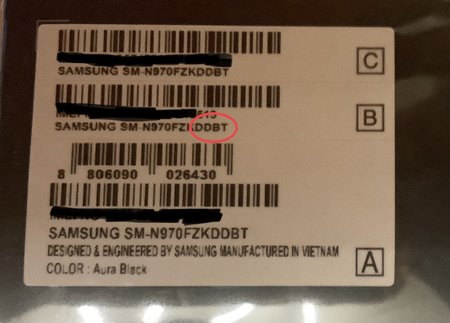 SAMSUNG SM-N970FZKDDBT
C
SAMSUNG SM-N970FZKDDBT
B
8 806090 026430
SAMSUNG SM-N970FZKDDBT
DESIGNED & ENGINEERED BY SAMSUNG MANUFACTURED IN VIETNAM
COLOR : Aura Black
A